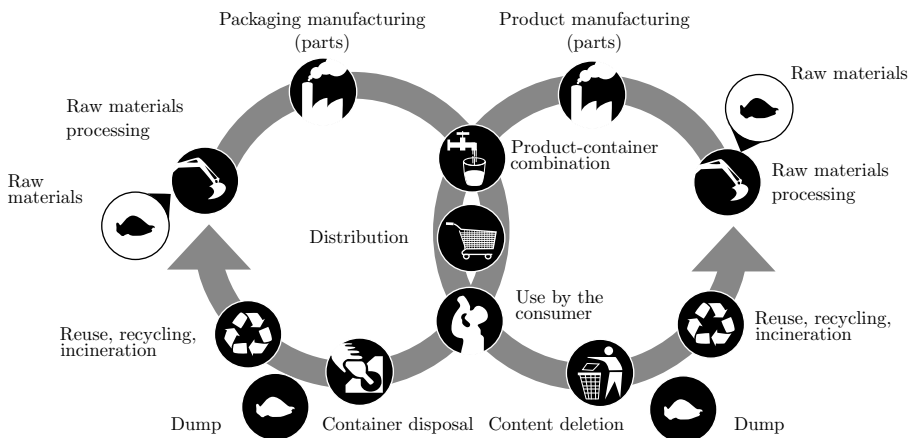 Packaging manufacturing
(parts)
Product manufacturing
(parts)
Raw materials
Raw materials
processing
Product-container
combination
Raw materials
processing
Raw
materials
Distribution
Use by the
consumer
Reuse, recycling,
incineration
Reuse, recycling,
incineration
Dump
Container disposal
Content deletion
Dump